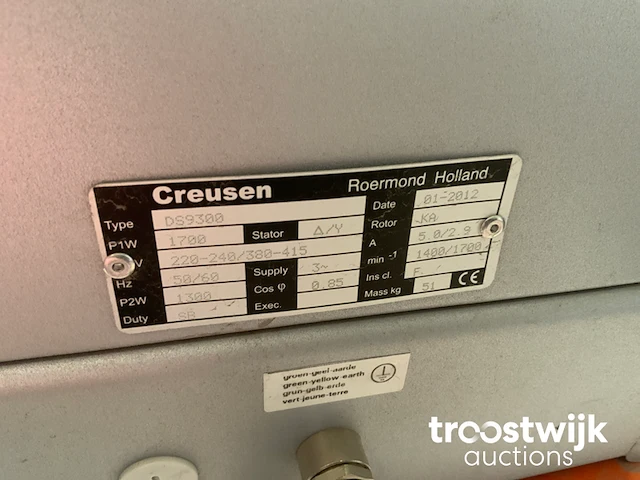 Creusen Roermond Holland
Type DS9300 Date 01-2012
P1W 1700 Stator Δ/Y Rotor KA
V 220-240/380-415 A 5.0/2.9
Hz 50/60 Supply 3~ min -1 1400/1700
P2W 1300 Cos φ 0.85 Ins cl. F
Duty Exec. Mass kg 51 CE
groen-geel-aarde
green-yellow-earth
grun-gelb-erde
vert-jeune-terre
troostwijk
auctions